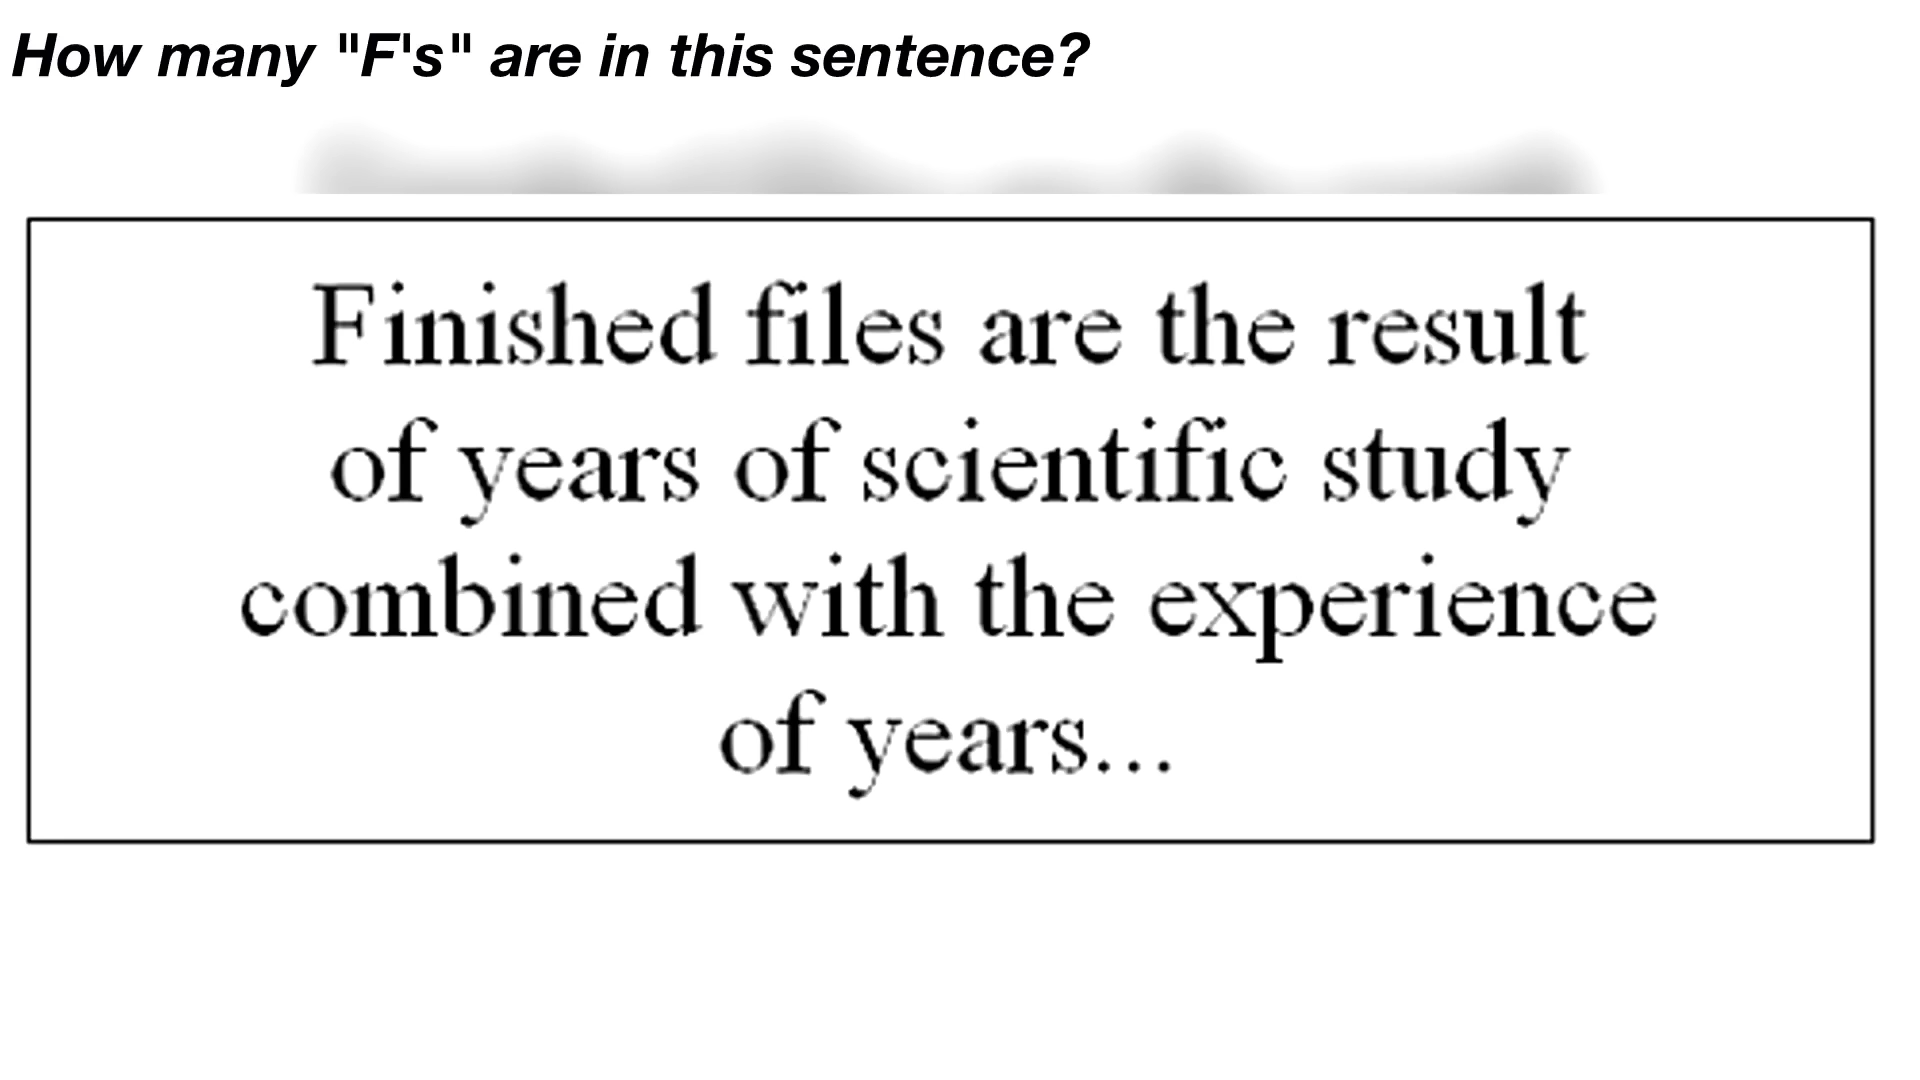 How many "F's" are in this sentence?
Finished files are the result
of years of scientific study
combined with the experience
of years...